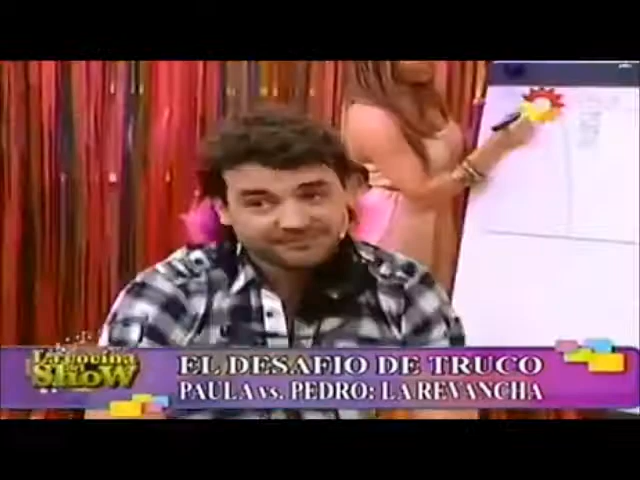 La cocina
del
Show
EL DESAFIO DE TRUCO
PAULA vs. PEDRO: LA REVANCHA